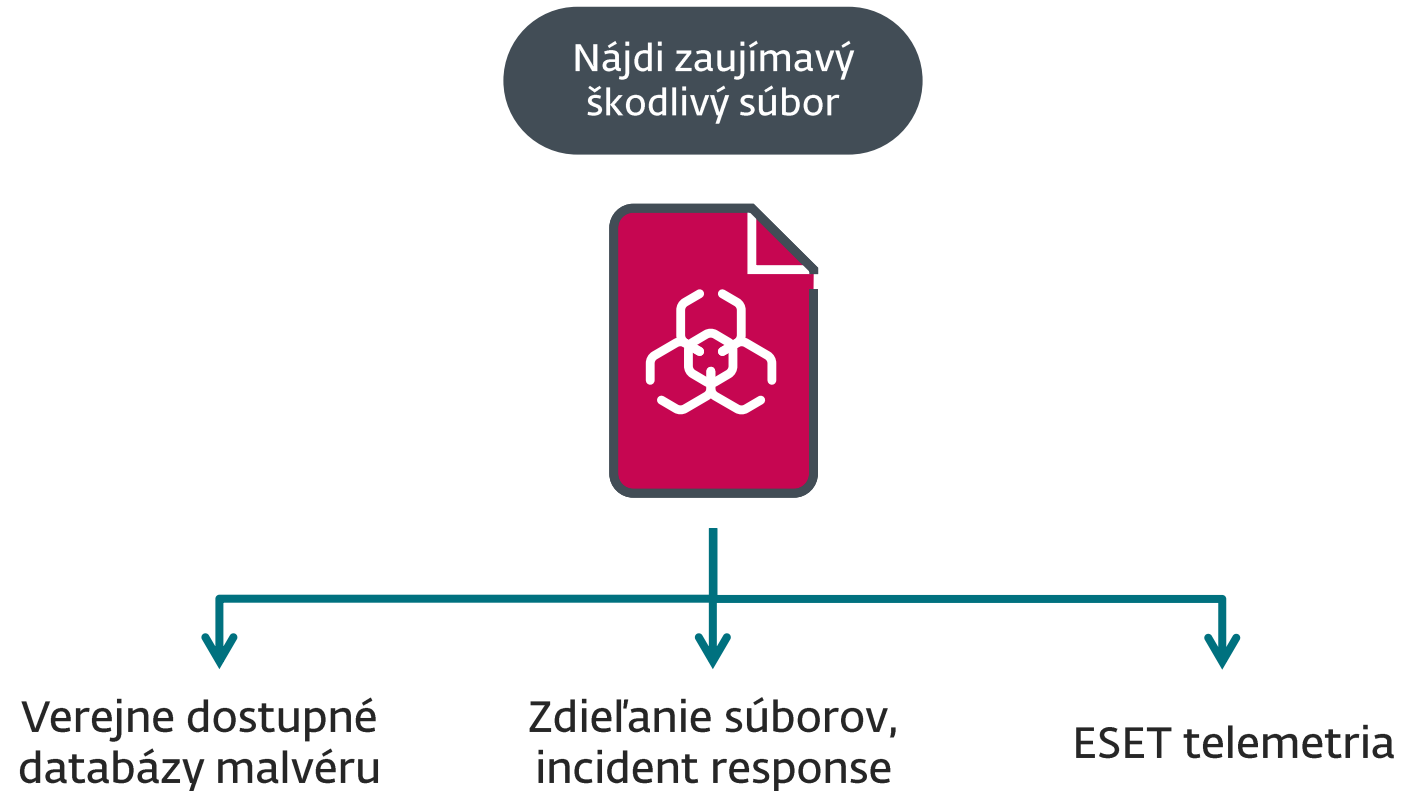 Nájdi zaujímavý
škodlivý súbor
Verejne dostupné
databázy malvéru
Zdieľanie súborov,
incident response
ESET telemetria